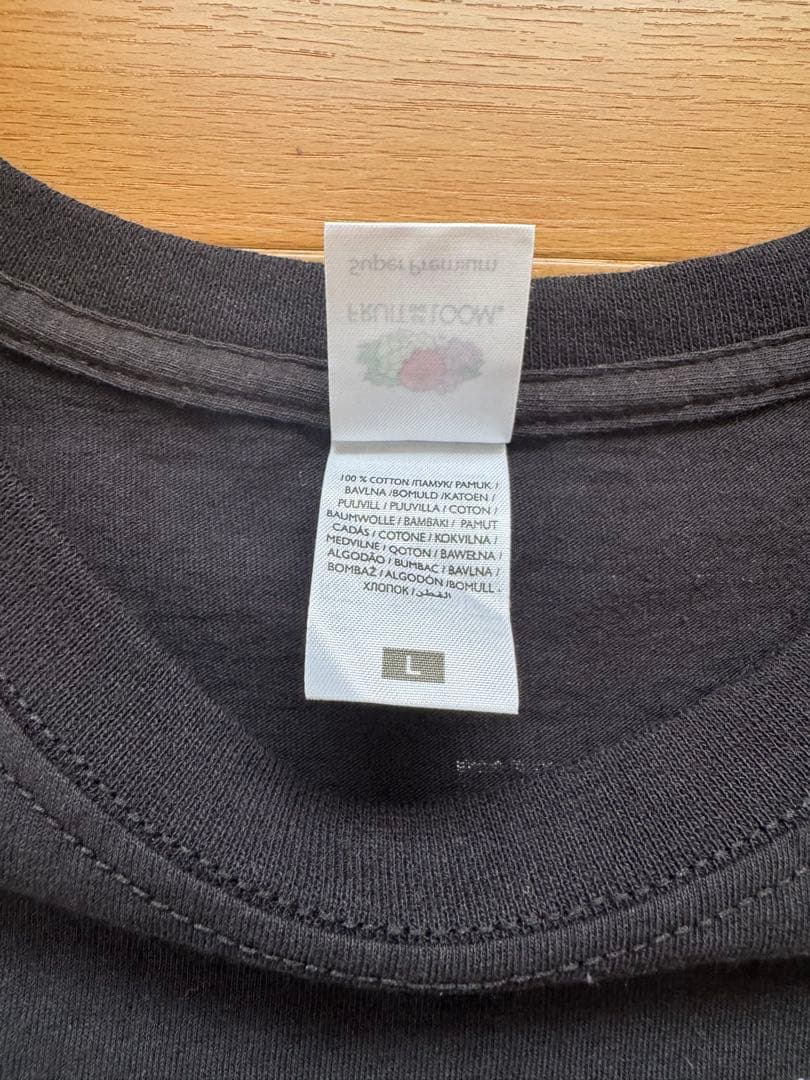 Super Premium
FRUIT OF THE LOOM®
100 % COTTON /ПАМУК/ PAMUK /
BAVLNA /BOMULD /KATOEN /
PUUVILL / PUUVILLA / COTON /
BAUMWOLLE / BAMBAKI / PAMUT
CADÁS / COTONE / KOKVILNA /
MEDVILNE / QOTON / BAWEŁNA /
ALGODÃO / BUMBAC / BAVLNA /
BOMBAŽ / ALGODÓN /BOMULL -
ХЛОПОК / القطن
L